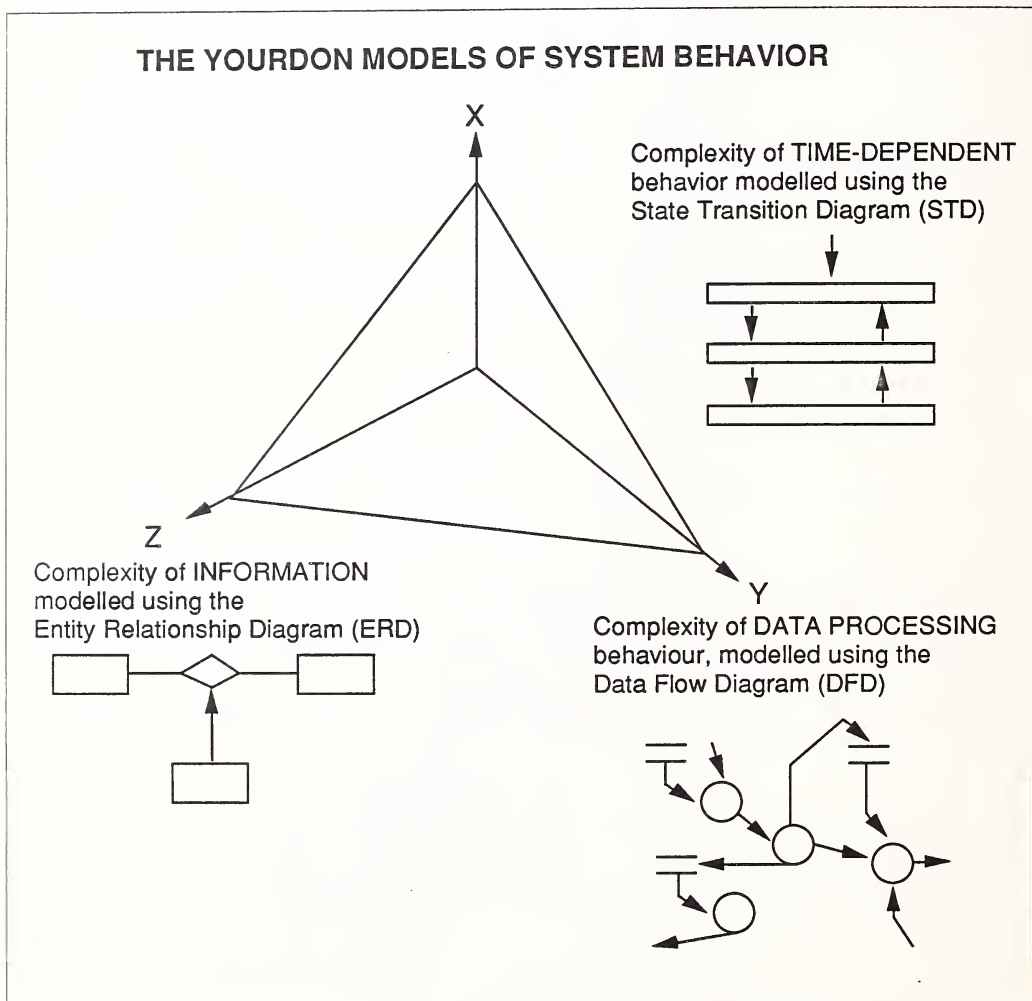 THE YOURDON MODELS OF SYSTEM BEHAVIOR
X
Complexity of TIME-DEPENDENT
behavior modelled using the
State Transition Diagram (STD)
Z
Complexity of INFORMATION
modelled using the
Entity Relationship Diagram (ERD)
Y
Complexity of DATA PROCESSING
behaviour, modelled using the
Data Flow Diagram (DFD)